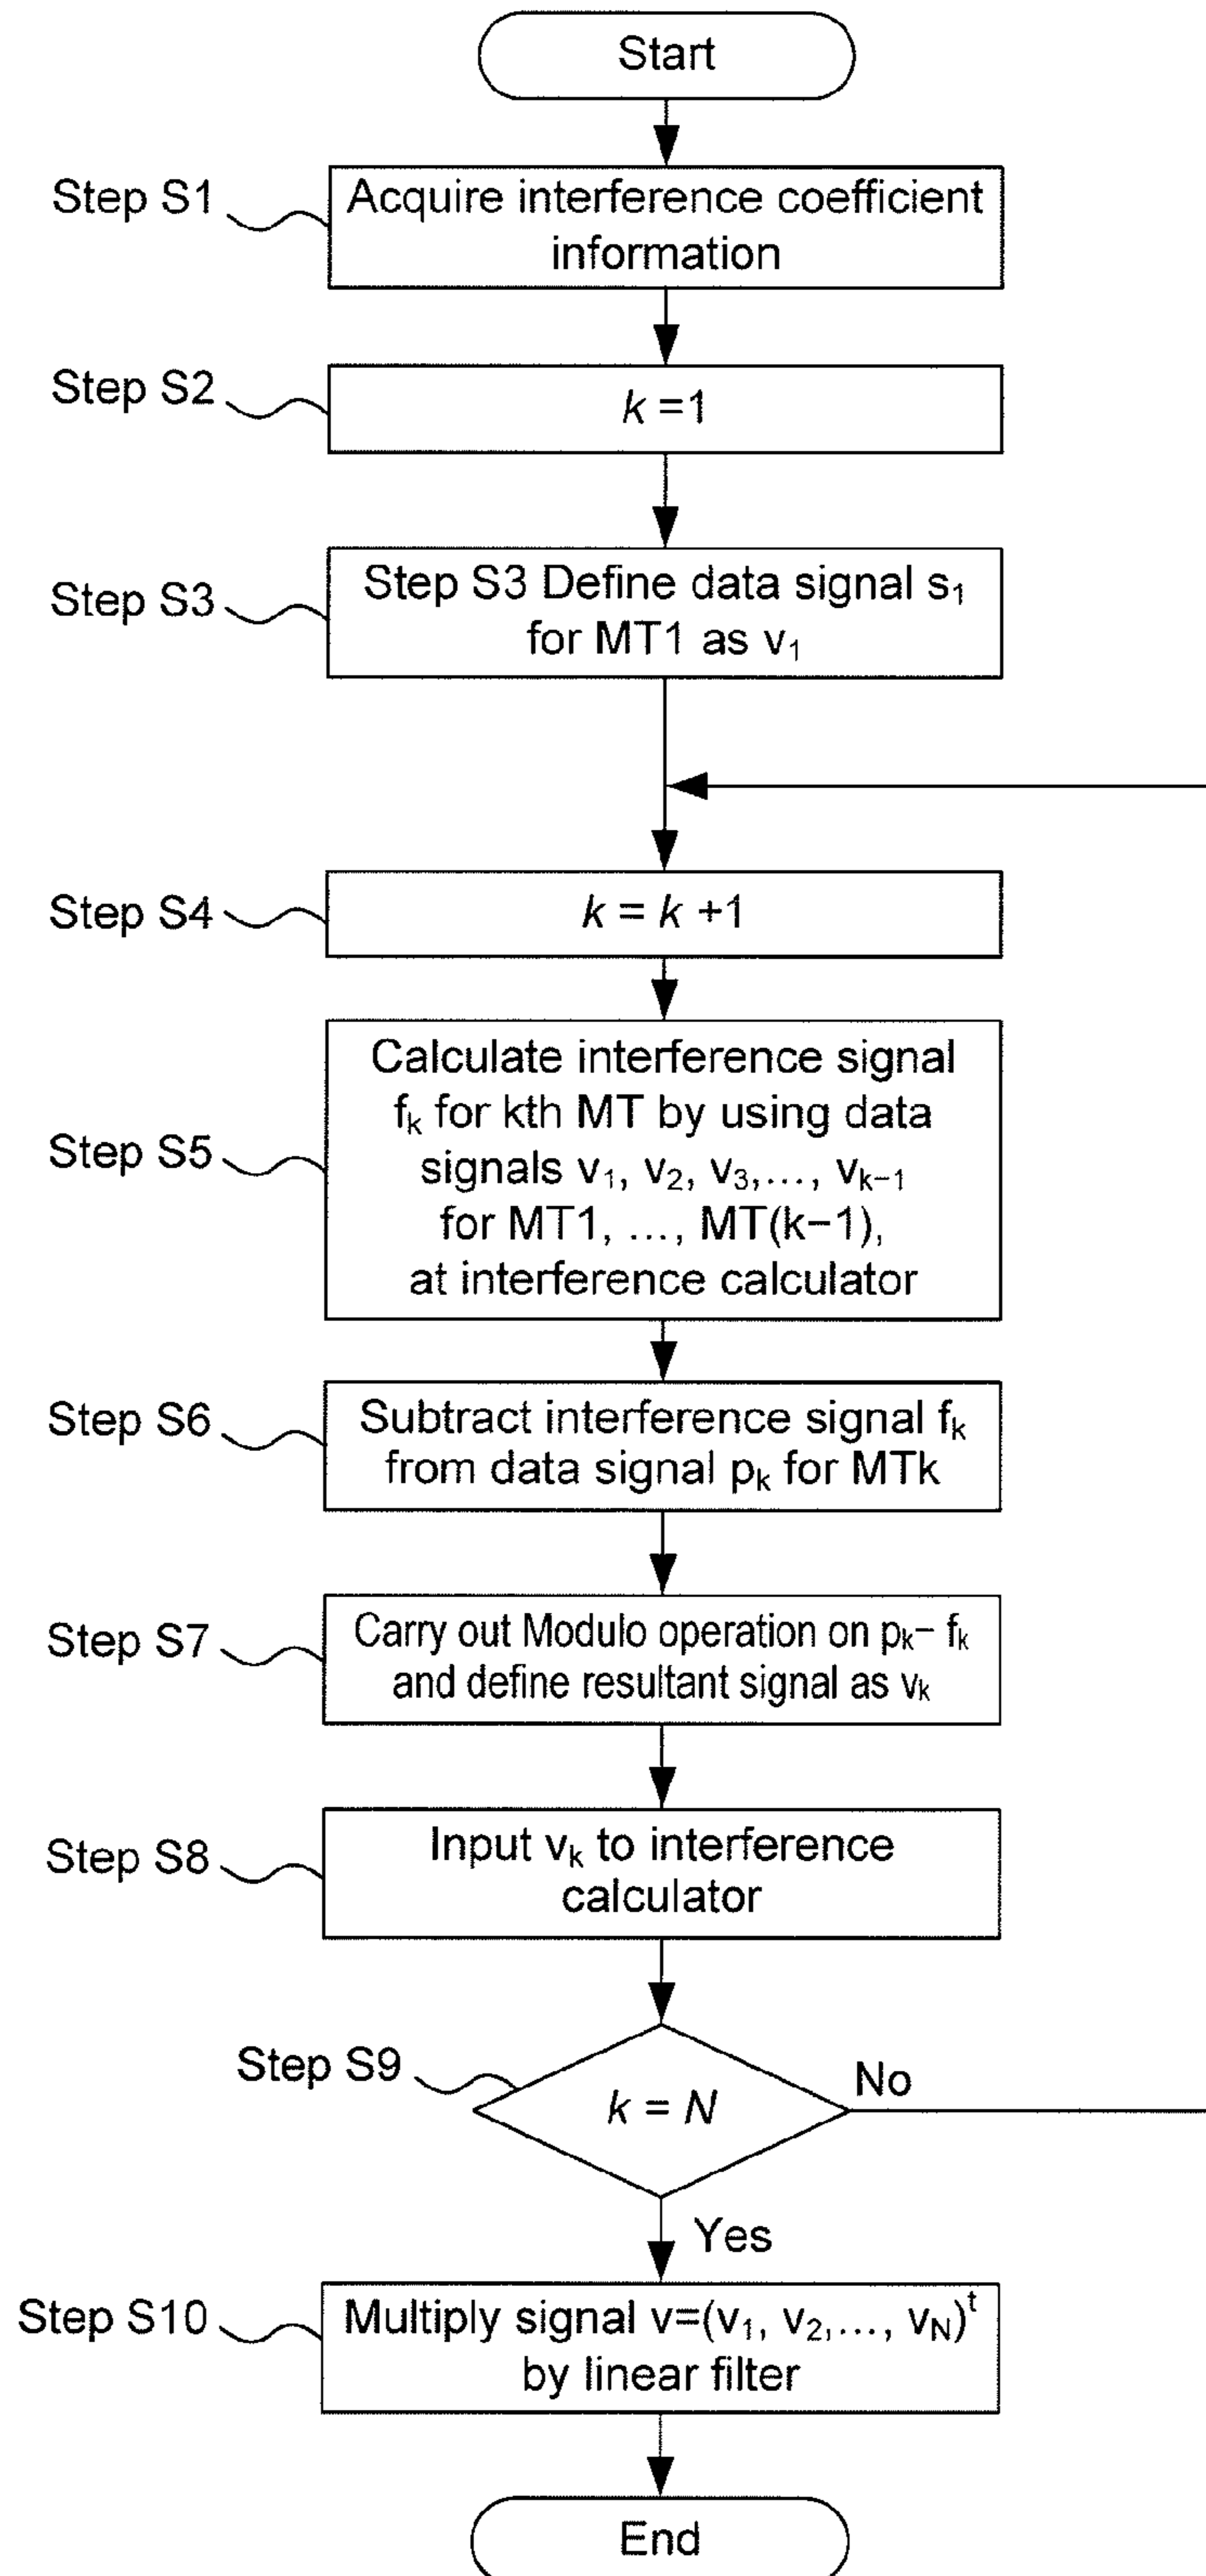 Start
Step S1
Acquire interference coefficient
information
Step S2
k =1
Step S3
Step S3 Define data signal s₁
for MT1 as v₁
Step S4
k = k +1
Step S5
Calculate interference signal
fₖ for kth MT by using data
signals v₁, v₂, v₃,..., vₖ₋₁
for MT1, ..., MT(k−1),
at interference calculator
Step S6
Subtract interference signal fₖ
from data signal pₖ for MTk
Step S7
Carry out Modulo operation on pₖ− fₖ
and define resultant signal as vₖ
Step S8
Input vₖ to interference
calculator
Step S9
k = N
No
Yes
Step S10
Multiply signal v=(v₁, v₂,..., v_N)ᵗ
by linear filter
End